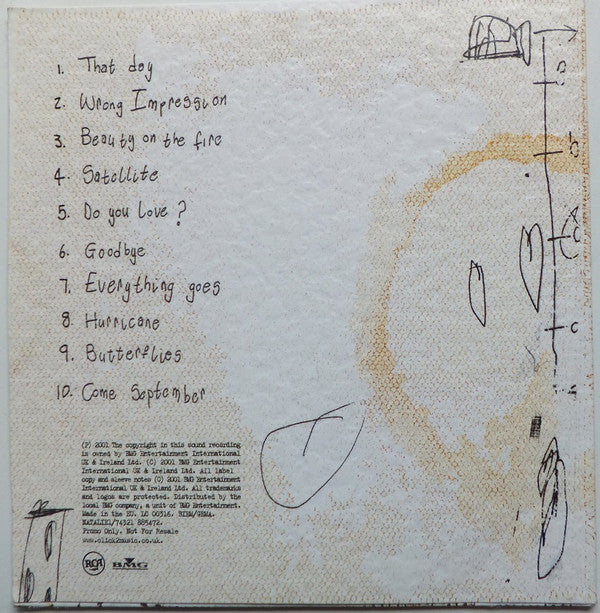 1. That day
2. Wrong Impression
3. Beauty on the fire
4. Satellite
5. Do you love?
6. Goodbye
7. Everything goes
8. Hurricane
9. Butterflies
10. Come September
(P) 2001 The copyright in this sound recording
is owned by BMG Entertainment International
UK & Ireland Ltd. (C) 2001 BMG Entertainment
International UK & Ireland Ltd. All label
copy and sleeve notes (C) 2001 BMG Entertainment
International UK & Ireland Ltd. All trademarks
and logos are protected. Distributed by the
local BMG company, a unit of BMG Entertainment.
Made in the EU. LC 00316. BIEM/GEMA.
NATALIE1/74321 885472.
Promo Only. Not For Resale
www.click2music.co.uk.
RCA BMG